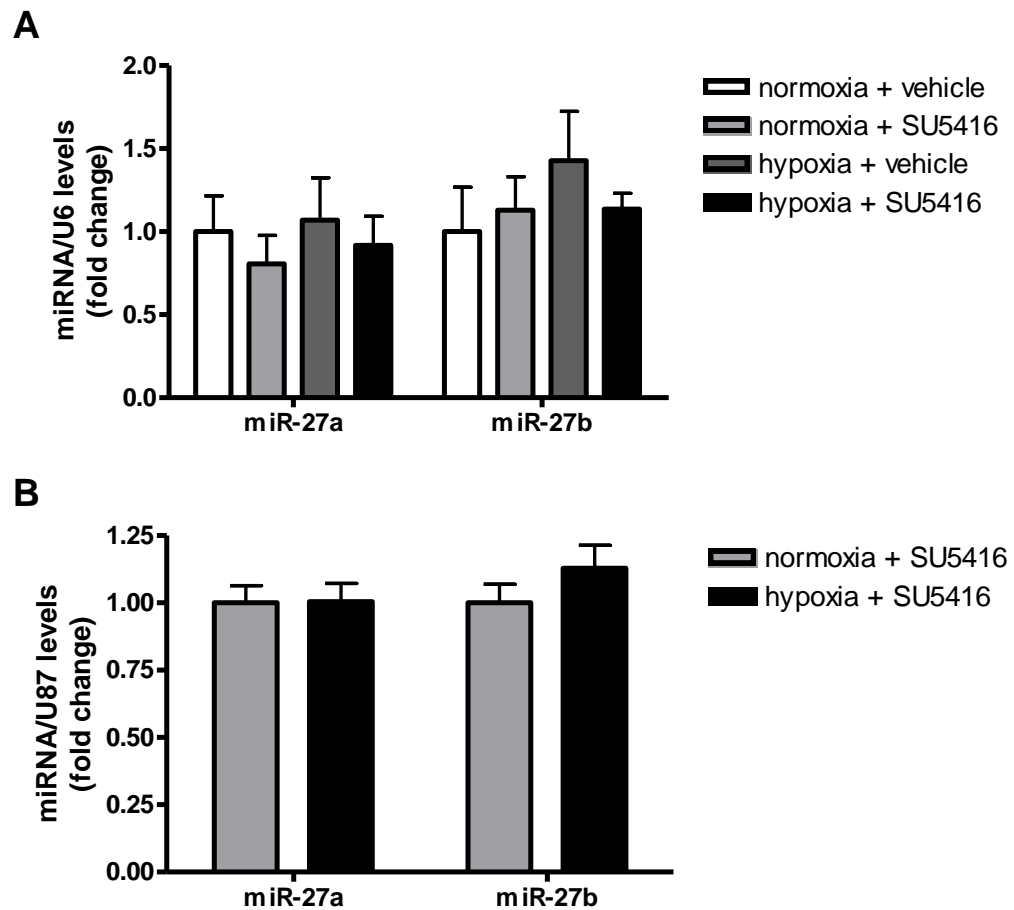 A
2.0
1.5
1.0
0.5
0.0
miRNA/U6 levels
(fold change)
miR-27a
miR-27b
normoxia + vehicle
normoxia + SU5416
hypoxia + vehicle
hypoxia + SU5416
B
1.25
1.00
0.75
0.50
0.25
0.00
miRNA/U87 levels
(fold change)
miR-27a
miR-27b
normoxia + SU5416
hypoxia + SU5416